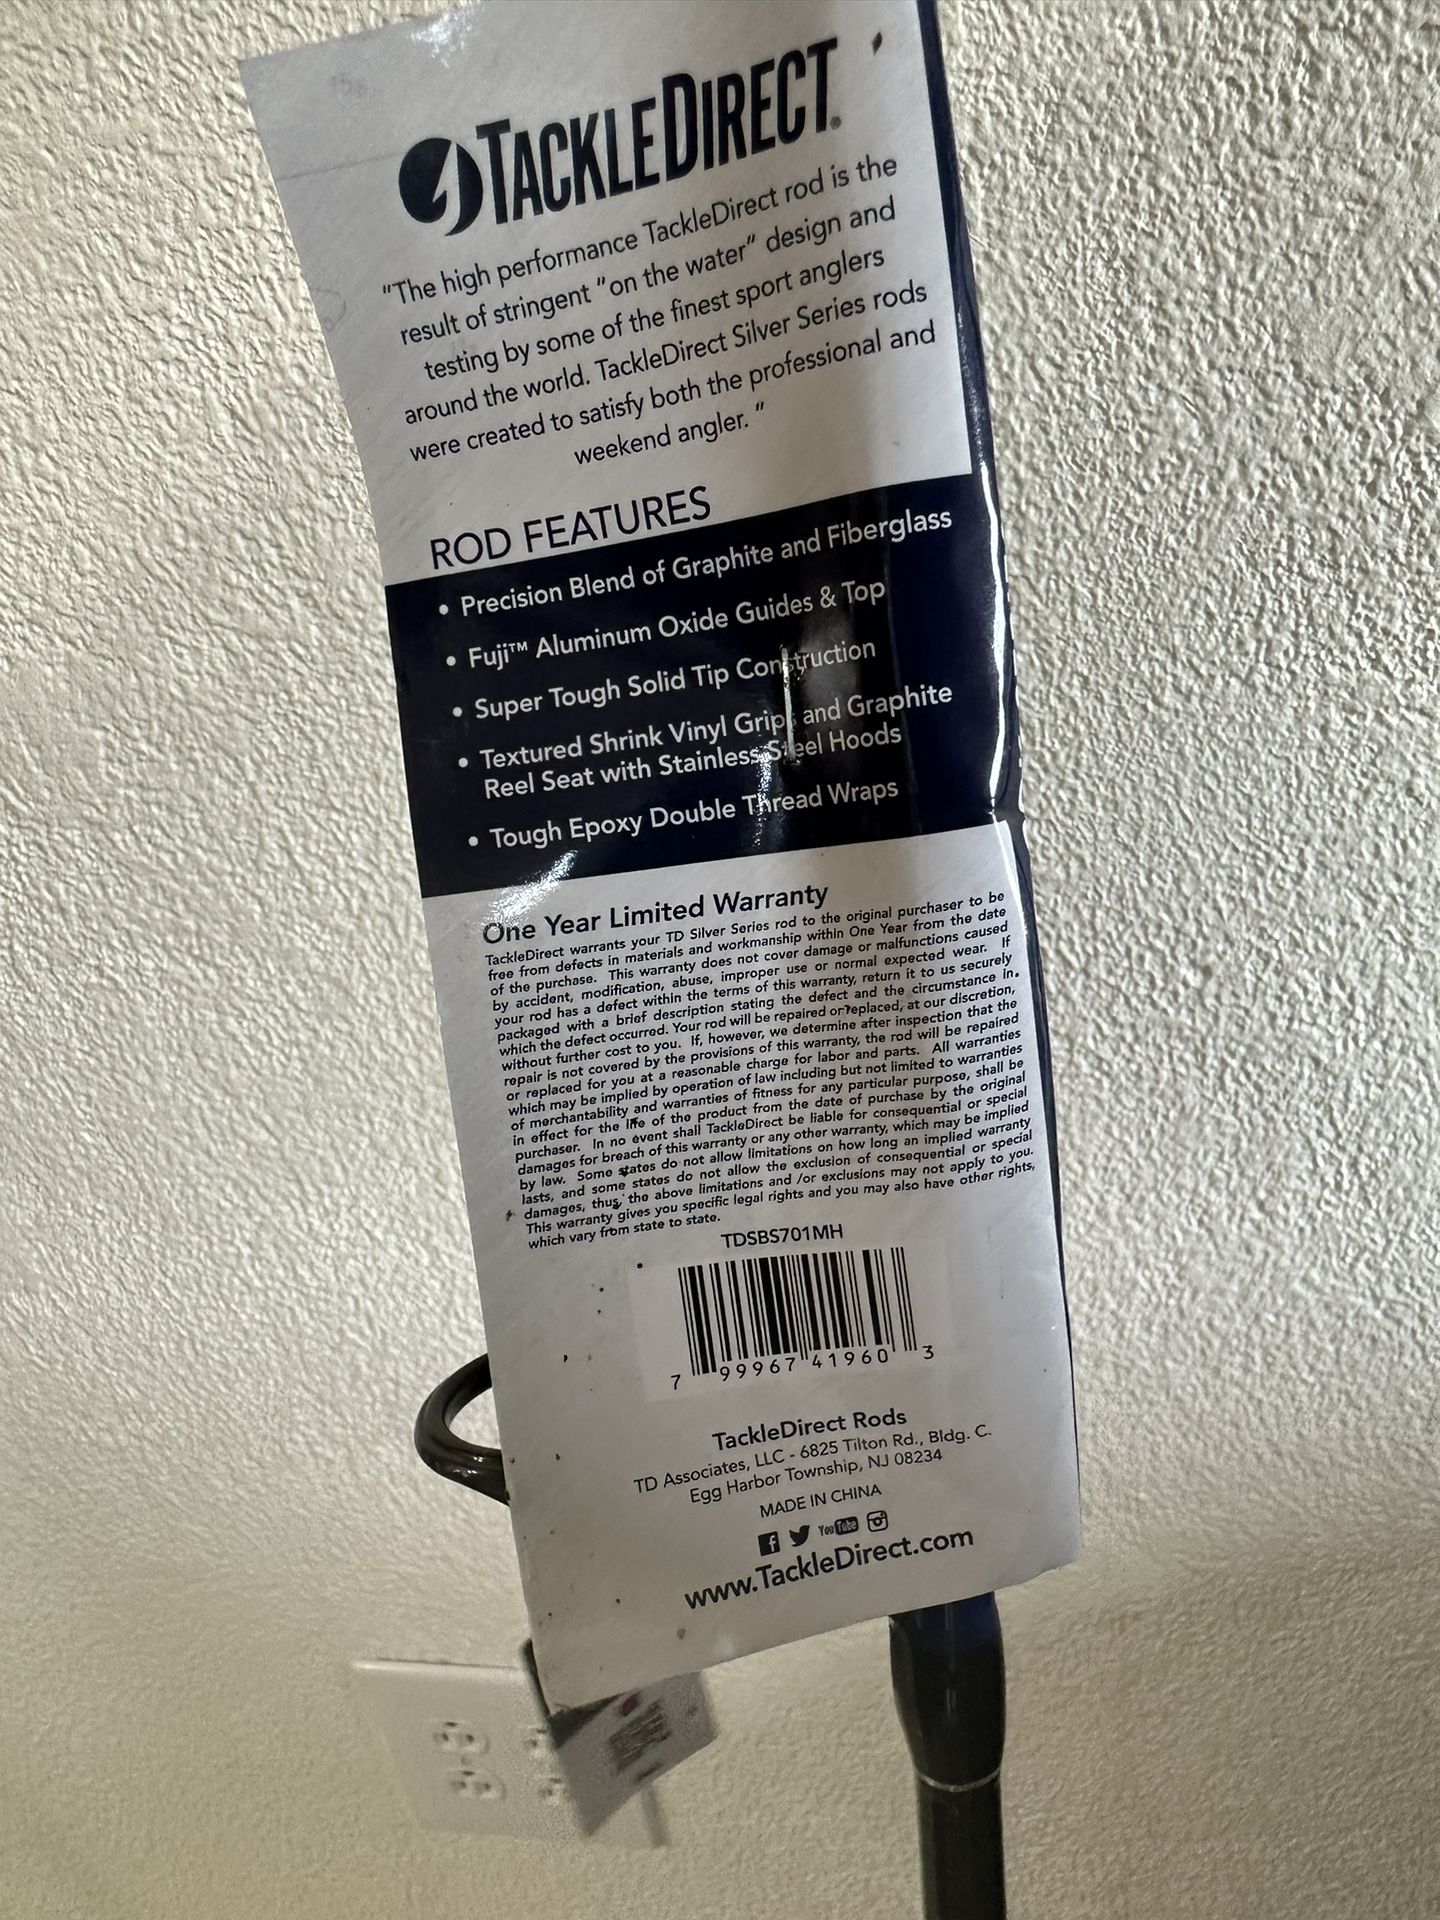 TACKLEDIRECT®
"The high performance TackleDirect rod is the
result of stringent "on the water" design and
testing by some of the finest sport anglers
around the world. TackleDirect Silver Series rods
were created to satisfy both the professional and
weekend angler. "
ROD FEATURES
• Precision Blend of Graphite and Fiberglass
• Fuji™ Aluminum Oxide Guides & Top
• Super Tough Solid Tip Construction
• Textured Shrink Vinyl Grips and Graphite
Reel Seat with Stainless Steel Hoods
• Tough Epoxy Double Thread Wraps
One Year Limited Warranty
TackleDirect warrants your TD Silver Series rod to the original purchaser to be
free from defects in materials and workmanship within One Year from the date
of the purchase. This warranty does not cover damage or malfunctions caused
by accident, modification, abuse, improper use or normal expected wear. If
your rod has a defect within the terms of this warranty, return it to us securely
packaged with a brief description stating the defect and the circumstance in
which the defect occurred. Your rod will be repaired or replaced, at our discretion,
without further cost to you. If, however, we determine after inspection that the
repair is not covered by the provisions of this warranty, the rod will be repaired
or replaced for you at a reasonable charge for labor and parts. All warranties
which may be implied by operation of law including but not limited to warranties
of merchantability and warranties of fitness for any particular purpose, shall be
in effect for the life of the product from the date of purchase by the original
purchaser. In no event shall TackleDirect be liable for consequential or special
damages for breach of this warranty or any other warranty, which may be implied
by law. Some states do not allow limitations on how long an implied warranty
lasts, and some states do not allow the exclusion of consequential or special
damages, thus, the above limitations and /or exclusions may not apply to you.
This warranty gives you specific legal rights and you may also have other rights,
which vary from state to state.
TDSBS701MH
7 99967 41960 3
TackleDirect Rods
TD Associates, LLC - 6825 Tilton Rd., Bldg. C.
Egg Harbor Township, NJ 08234
MADE IN CHINA
You Tube
www.TackleDirect.com